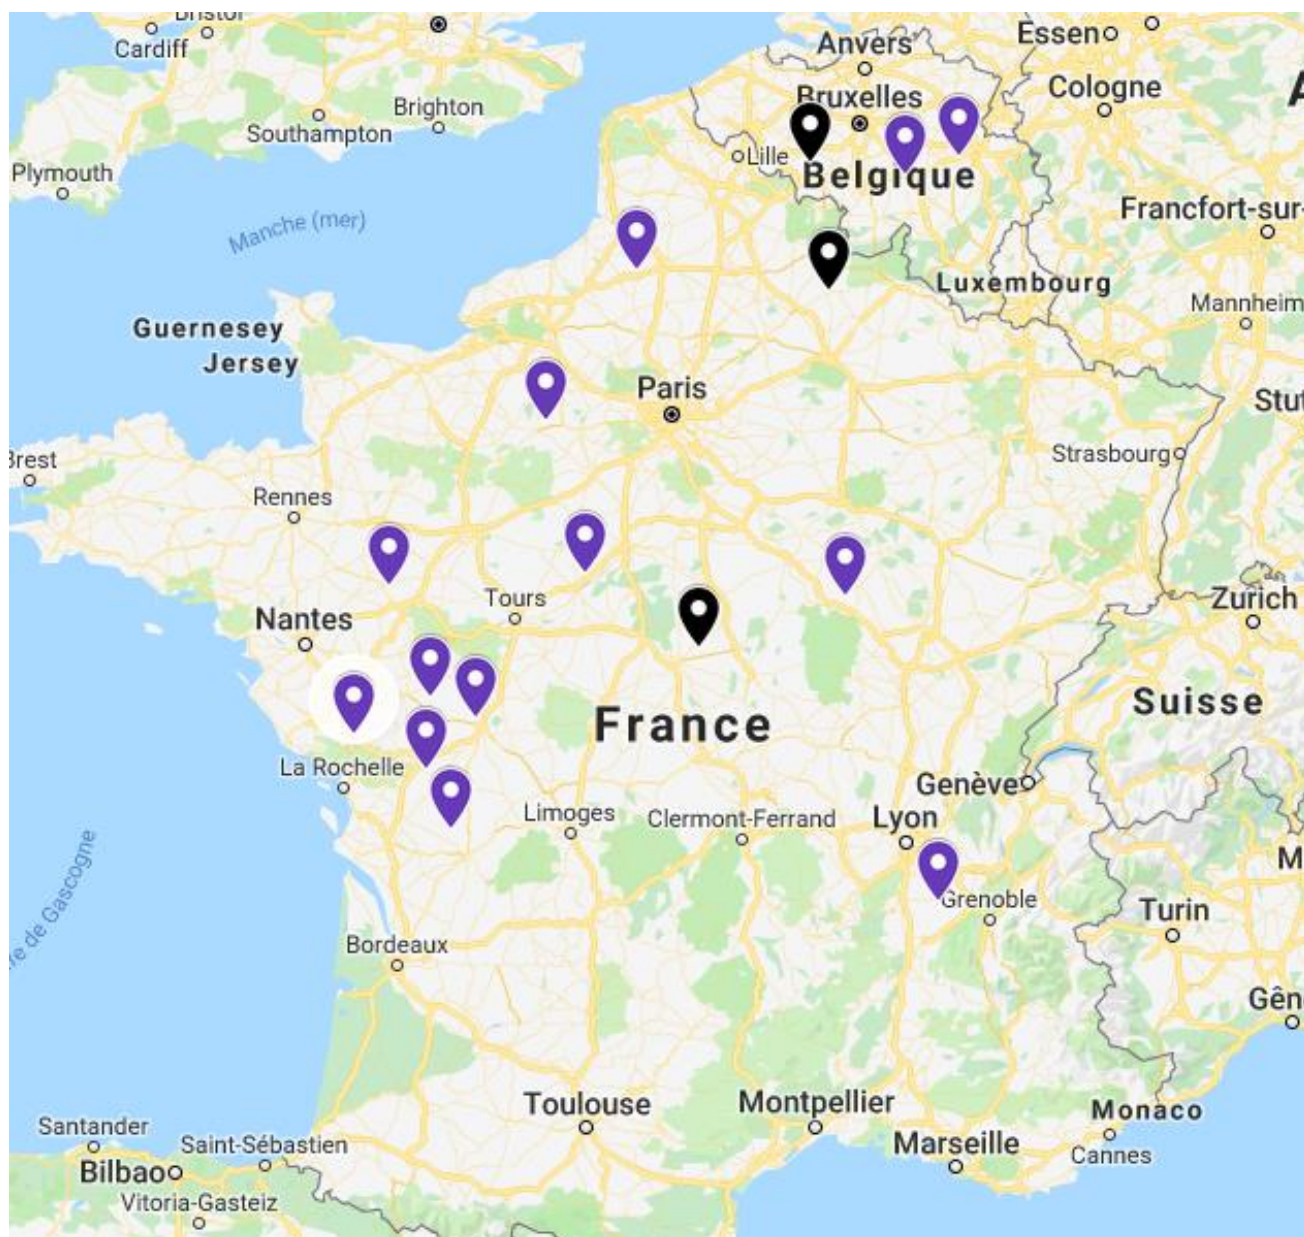 Bristol
Cardiff
Southampton
Brighton
Plymouth
Anvers
Bruxelles
Essen
Cologne
Lille
Belgique
Francfort-sur-
Manche (mer)
Luxembourg
Mannheim
Guernesey
Jersey
Paris
Stut
Strasbourg
Brest
Rennes
Tours
Nantes
Zurich
Suisse
France
La Rochelle
Genève
Limoges
Clermont-Ferrand
Lyon
M
Grenoble
Turin
fe de Gascogne
Bordeaux
Gên
Toulouse
Montpellier
Monaco
Marseille
Cannes
Santander
Saint-Sébastien
Bilbao
Vitoria-Gasteiz